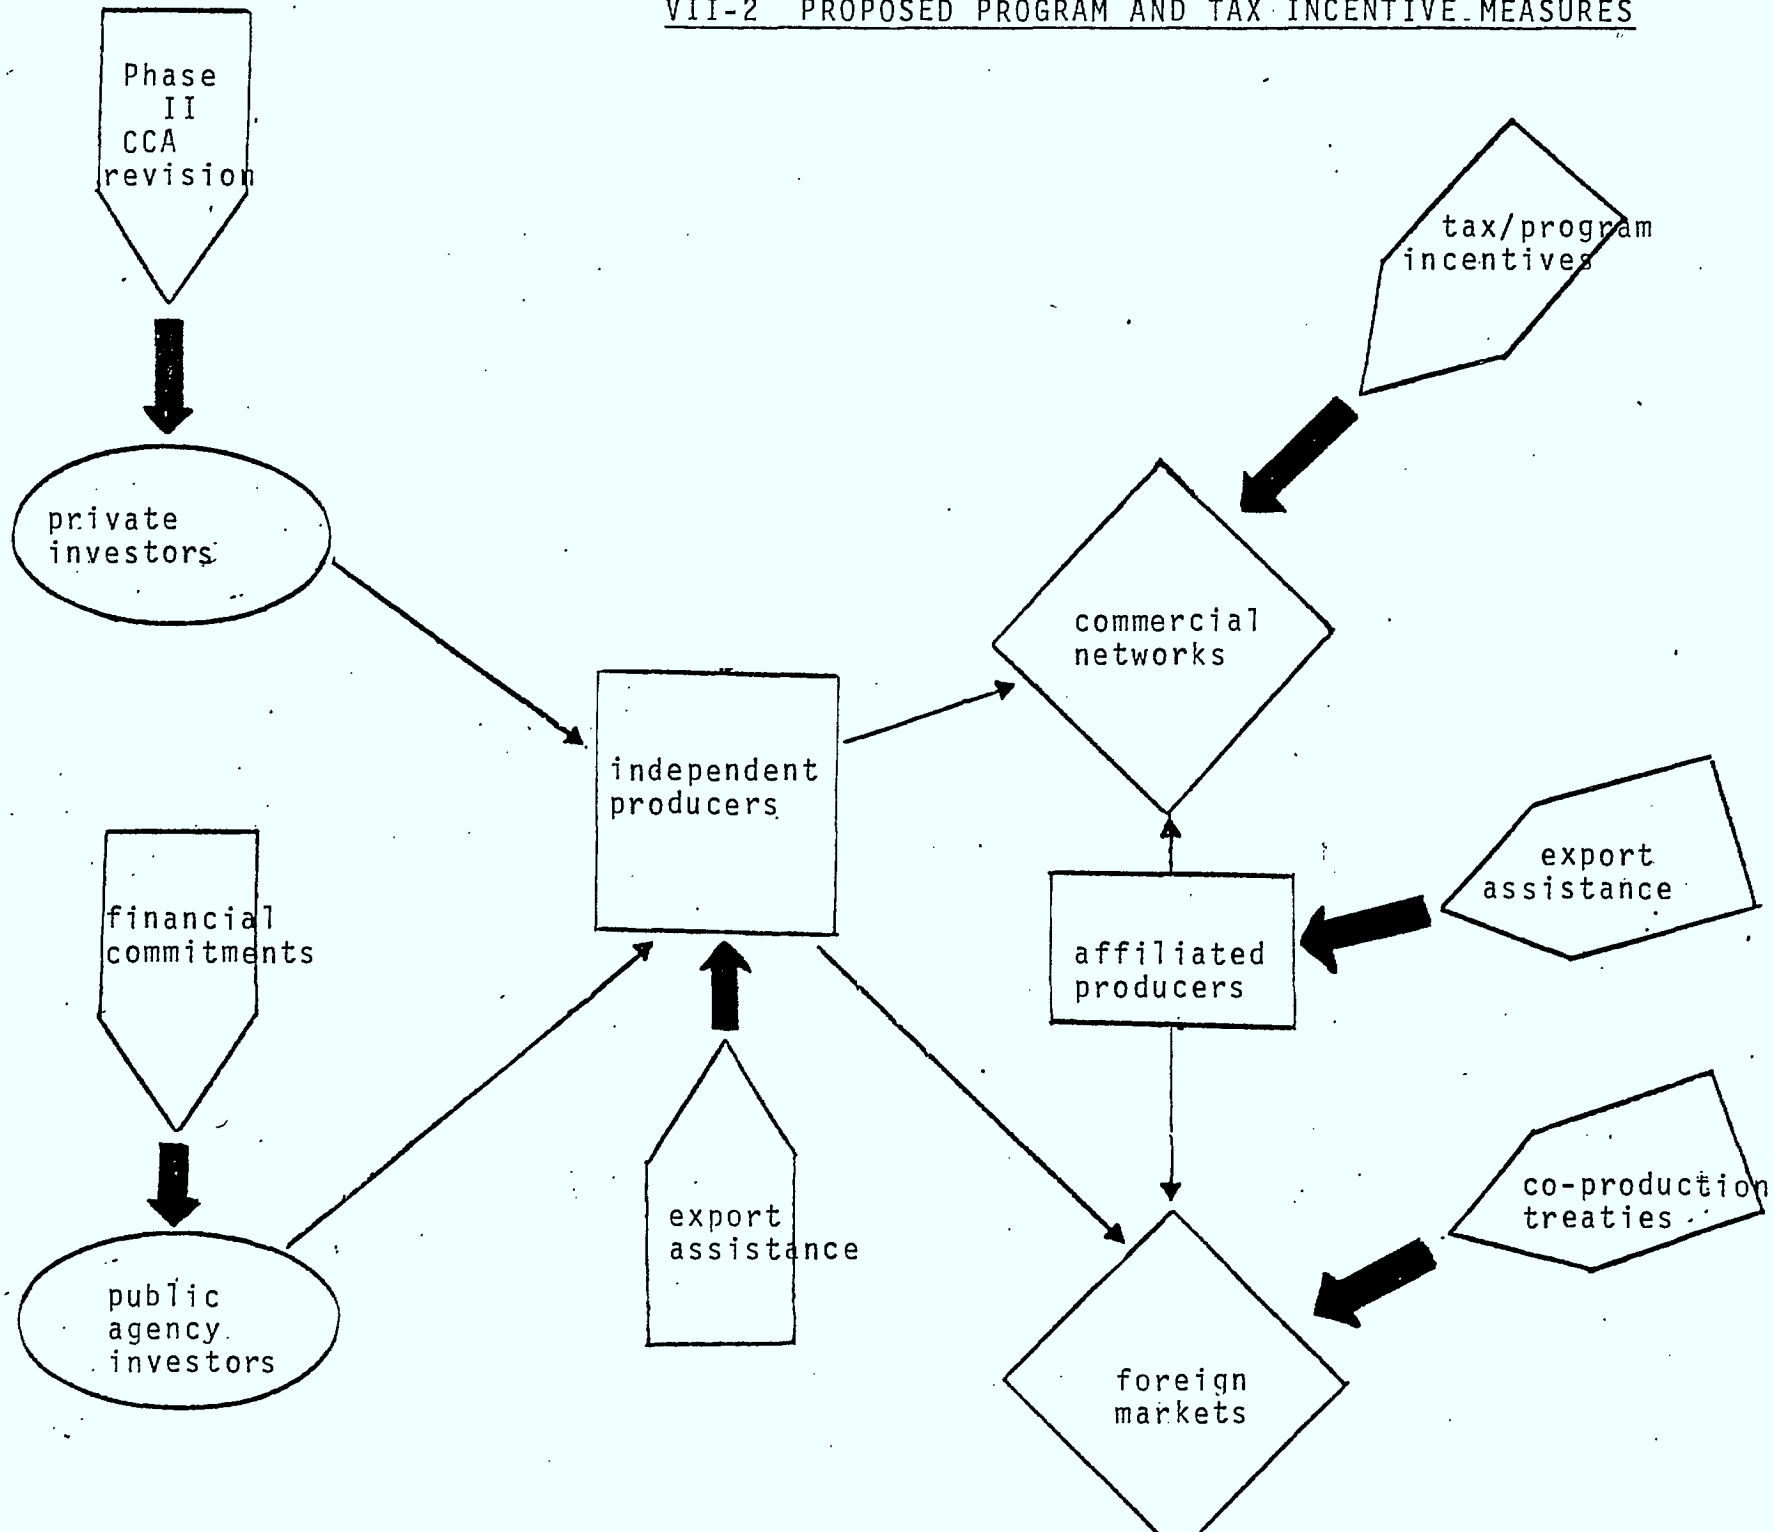 VII-2 PROPOSED PROGRAM AND TAX INCENTIVE MEASURES
Phase
II
CCA
revision
tax/program
incentives
private
investors
commercial
networks
independent
producers
export
assistance
financial
commitments
affiliated
producers
co-production
treaties
export
assistance
public
agency
investors
foreign
markets